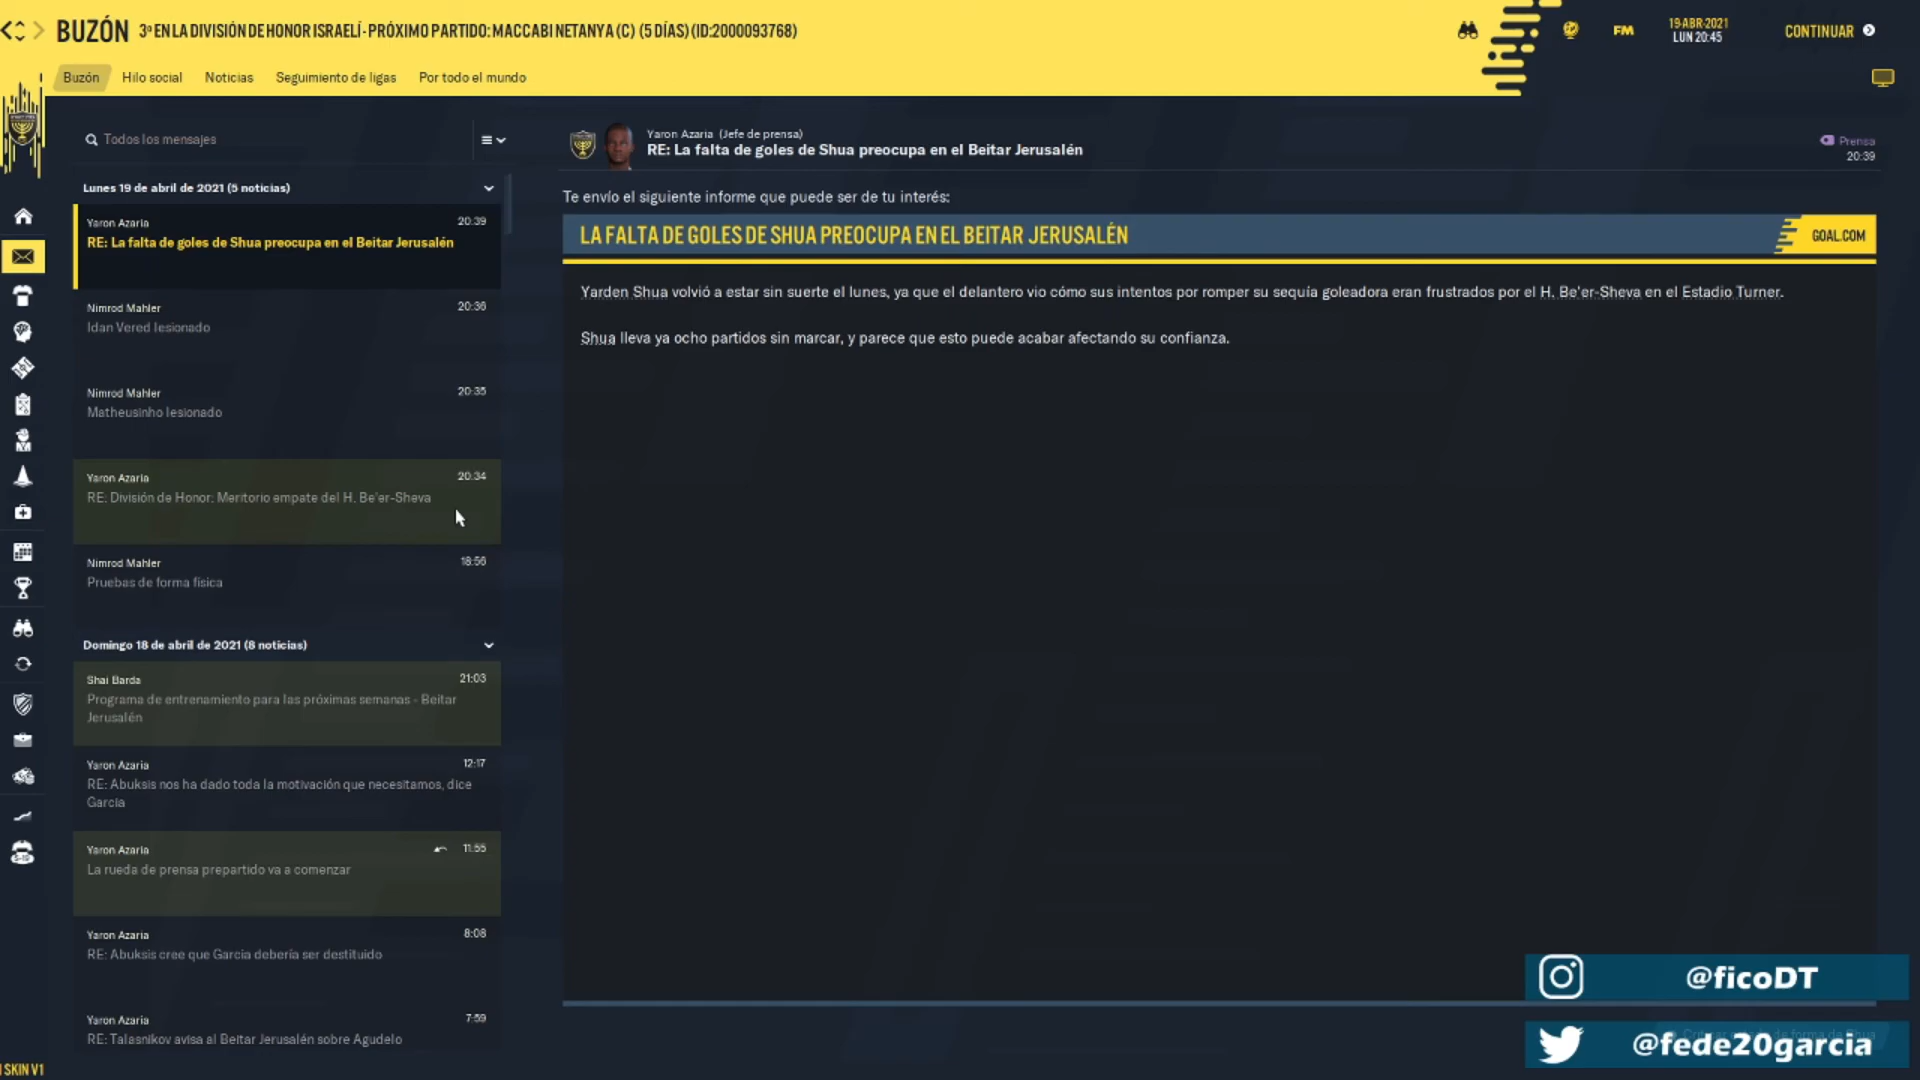 BUZÓN 3º EN LA DIVISIÓN DE HONOR ISRAELÍ - PRÓXIMO PARTIDO: MACCABI NETANYA (C) (5 DÍAS) (ID:2000093768)
FM
19-ABR-2021
LUN 20:45
CONTINUAR
Buzón Hilo social Noticias Seguimiento de ligas Por todo el mundo
Todos los mensajes
Lunes 19 de abril de 2021 (5 noticias)
Yaron Azaria 20:39
RE: La falta de goles de Shua preocupa en el Beitar Jerusalén
Nimrod Mahler 20:36
Idan Vered lesionado
Nimrod Mahler 20:35
Matheusinho lesionado
Yaron Azaria 20:34
RE: División de Honor: Meritorio empate del H. Be'er-Sheva
Nimrod Mahler 18:56
Pruebas de forma física
Domingo 18 de abril de 2021 (8 noticias)
Shai Barda 21:03
Programa de entrenamiento para las próximas semanas - Beitar
Jerusalén
Yaron Azaria 12:17
RE: Abuksis nos ha dado toda la motivación que necesitamos, dice
Garcia
Yaron Azaria 11:55
La rueda de prensa prepartido va a comenzar
Yaron Azaria 8:08
RE: Abuksis cree que Garcia debería ser destituido
Yaron Azaria 7:59
RE: Talasnikov avisa al Beitar Jerusalén sobre Agudelo
SKIN V1
Yaron Azaria (Jefe de prensa)
RE: La falta de goles de Shua preocupa en el Beitar Jerusalén
Prensa
20:39
Te envío el siguiente informe que puede ser de tu interés:
LA FALTA DE GOLES DE SHUA PREOCUPA EN EL BEITAR JERUSALÉN
GOAL.COM
Yarden Shua volvió a estar sin suerte el lunes, ya que el delantero vio cómo sus intentos por romper su sequía goleadora eran frustrados por el H. Be'er-Sheva en el Estadio Turner.
Shua lleva ya ocho partidos sin marcar, y parece que esto puede acabar afectando su confianza.
@ficoDT
@fede20garcia